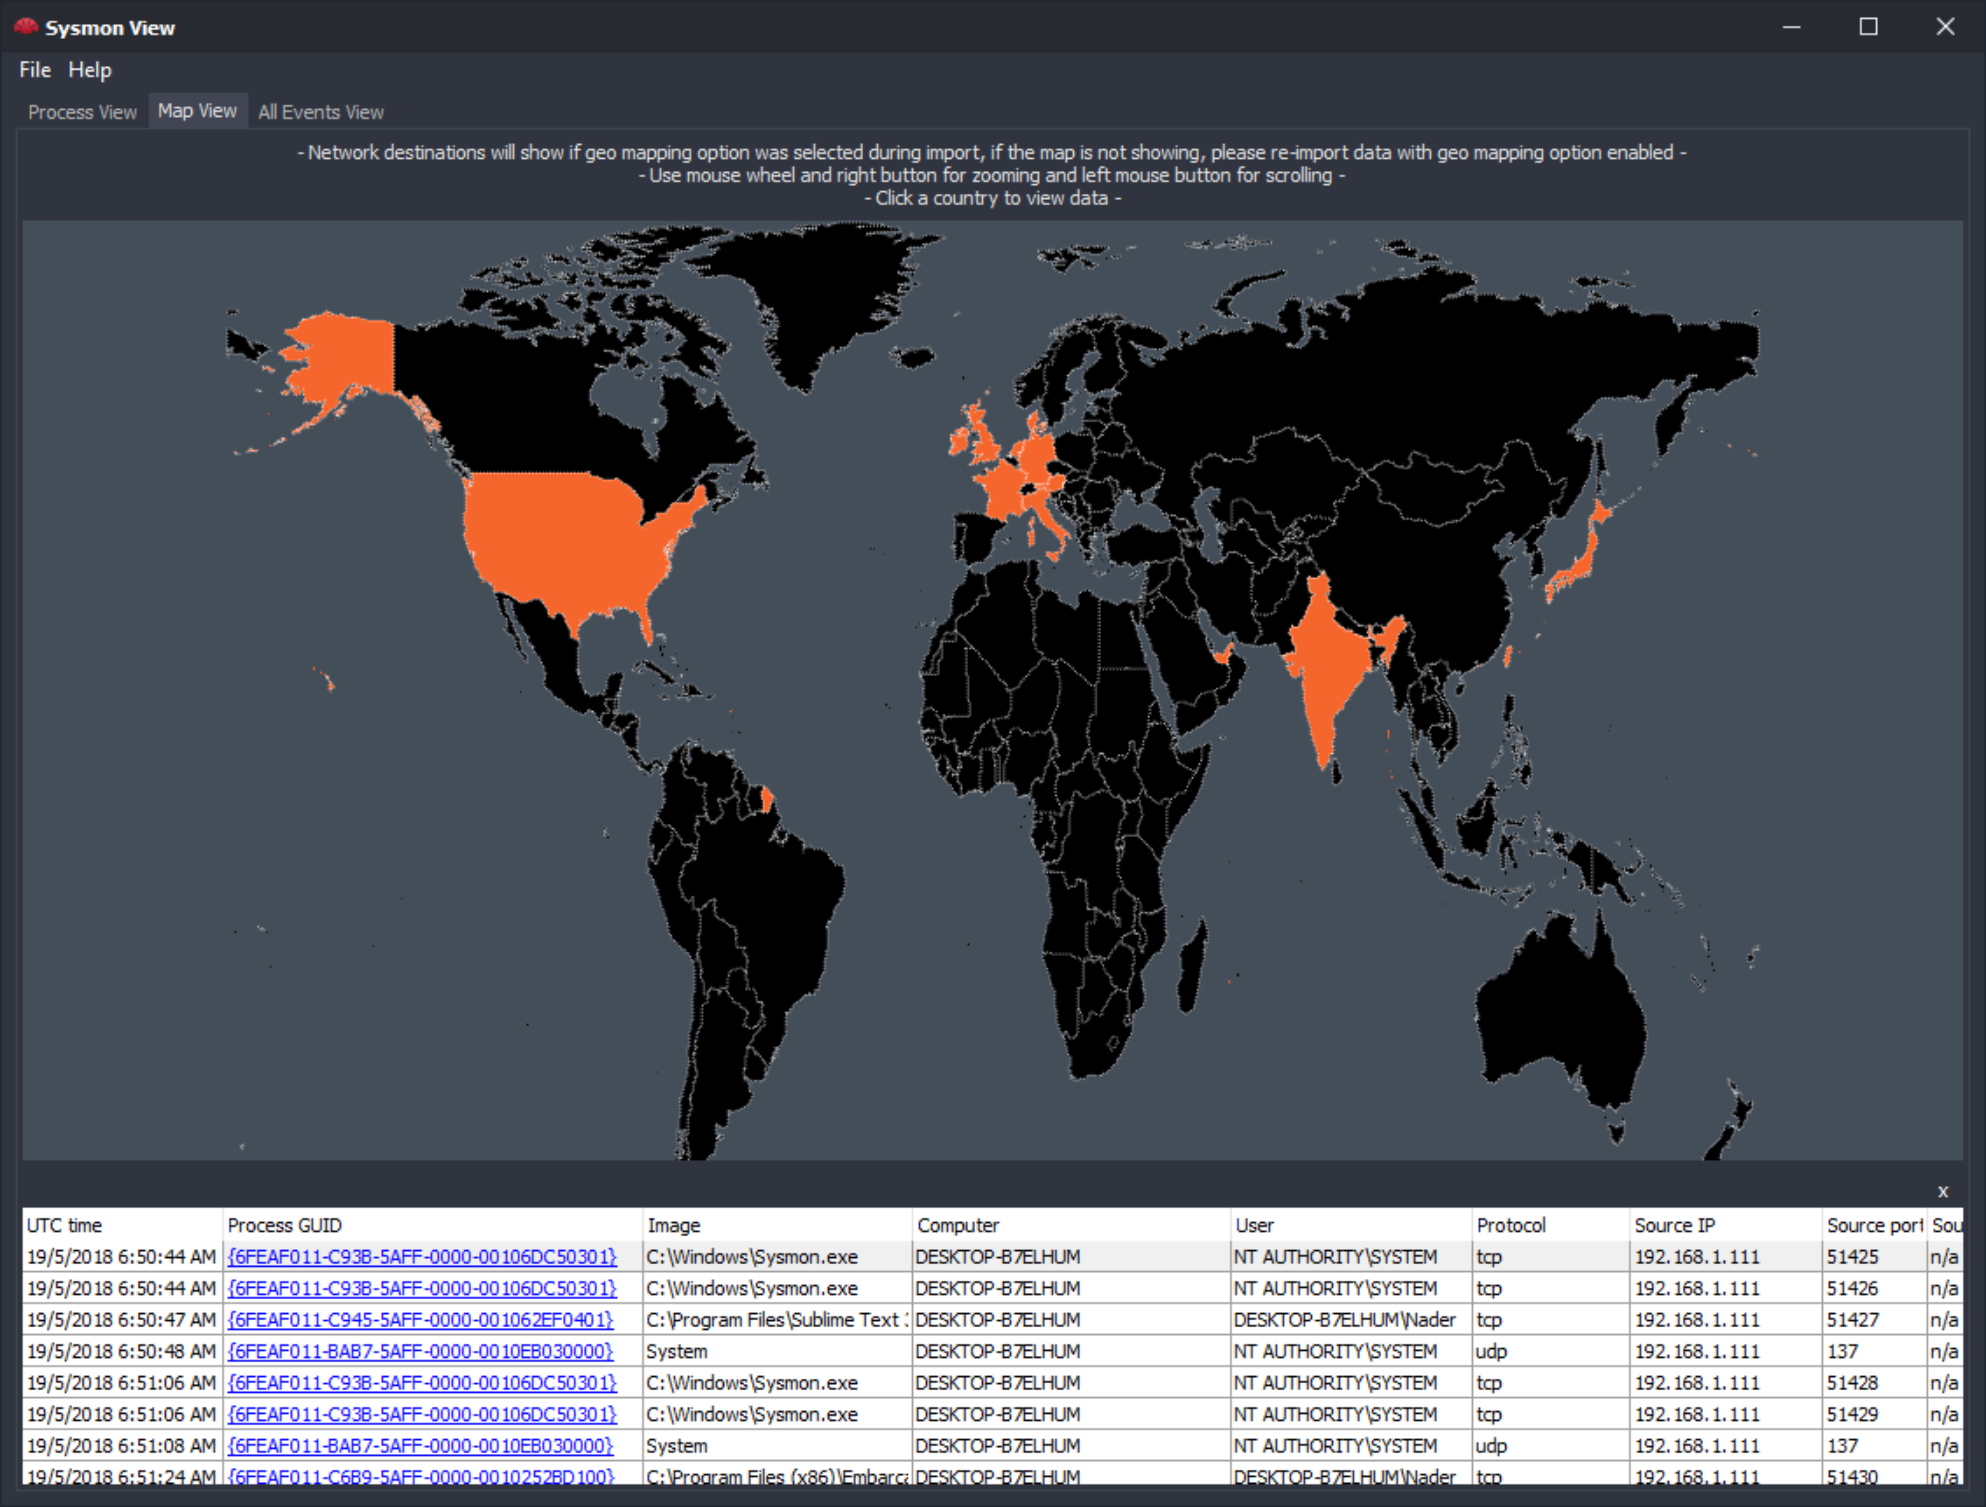 Sysmon View
File Help
Process View Map View All Events View
- Network destinations will show if geo mapping option was selected during import, if the map is not showing, please re-import data with geo mapping option enabled -
- Use mouse wheel and right button for zooming and left mouse button for scrolling -
- Click a country to view data -
x
UTC time Process GUID Image Computer User Protocol Source IP Source port Sou
19/5/2018 6:50:44 AM {6FEAF011-C93B-5AFF-0000-00106DC50301} C:\Windows\Sysmon.exe DESKTOP-B7ELHUM NT AUTHORITY\SYSTEM tcp 192.168.1.111 51425 n/a
19/5/2018 6:50:44 AM {6FEAF011-C93B-5AFF-0000-00106DC50301} C:\Windows\Sysmon.exe DESKTOP-B7ELHUM NT AUTHORITY\SYSTEM tcp 192.168.1.111 51426 n/a
19/5/2018 6:50:47 AM {6FEAF011-C945-5AFF-0000-001062EF0401} C:\Program Files\Sublime Text DESKTOP-B7ELHUM DESKTOP-B7ELHUM\Nader tcp 192.168.1.111 51427 n/a
19/5/2018 6:50:48 AM {6FEAF011-BAB7-5AFF-0000-0010EB030000} System DESKTOP-B7ELHUM NT AUTHORITY\SYSTEM udp 192.168.1.111 137 n/a
19/5/2018 6:51:06 AM {6FEAF011-C93B-5AFF-0000-00106DC50301} C:\Windows\Sysmon.exe DESKTOP-B7ELHUM NT AUTHORITY\SYSTEM tcp 192.168.1.111 51428 n/a
19/5/2018 6:51:06 AM {6FEAF011-C93B-5AFF-0000-00106DC50301} C:\Windows\Sysmon.exe DESKTOP-B7ELHUM NT AUTHORITY\SYSTEM tcp 192.168.1.111 51429 n/a
19/5/2018 6:51:08 AM {6FEAF011-BAB7-5AFF-0000-0010EB030000} System DESKTOP-B7ELHUM NT AUTHORITY\SYSTEM udp 192.168.1.111 137 n/a
19/5/2018 6:51:24 AM {6FEAF011-C6B9-5AFF-0000-0010252BD100} C:\Program Files (x86)\Embarca DESKTOP-B7ELHUM DESKTOP-B7ELHUM\Nader tcp 192.168.1.111 51430 n/a